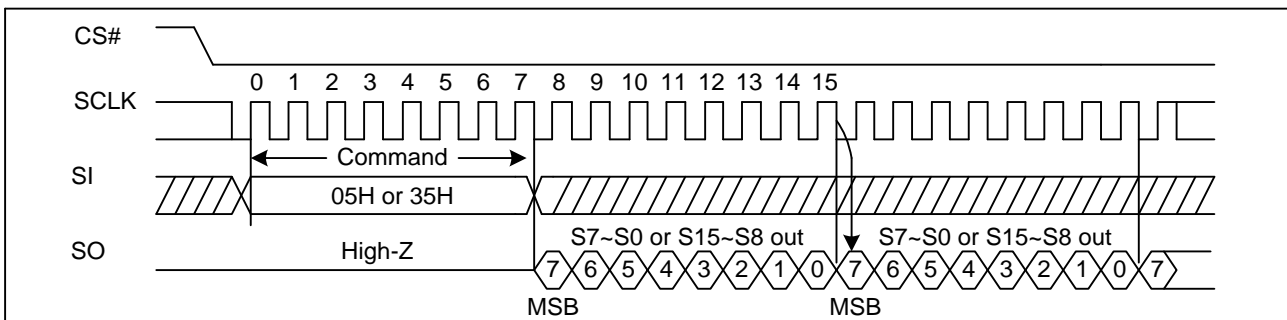 CS#
0 1 2 3 4 5 6 7 8 9 10 11 12 13 14 15
SCLK
Command
SI
05H or 35H
S7~S0 or S15~S8 out S7~S0 or S15~S8 out
SO High-Z
7 6 5 4 3 2 1 0 7 6 5 4 3 2 1 0 7
MSB MSB